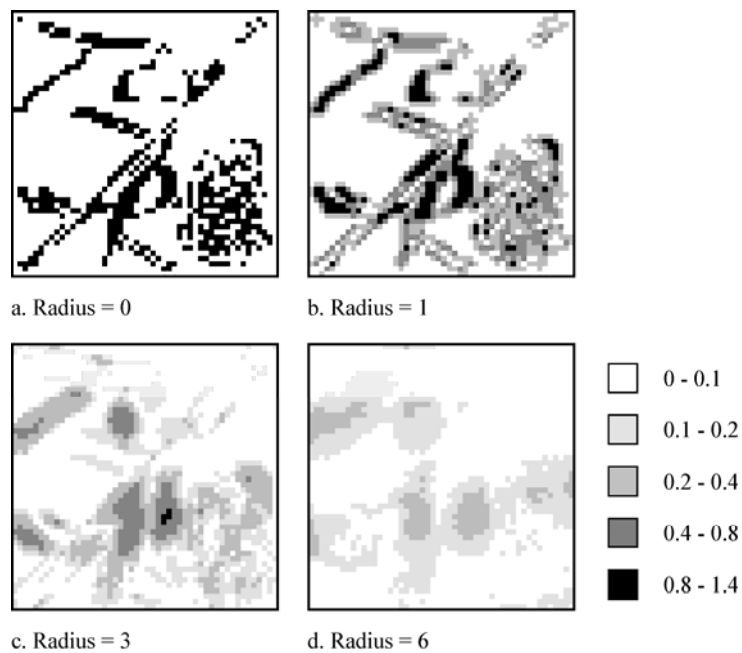 a. Radius = 0
b. Radius = 1
0 - 0.1
0.1 - 0.2
0.2 - 0.4
0.4 - 0.8
0.8 - 1.4
c. Radius = 3
d. Radius = 6